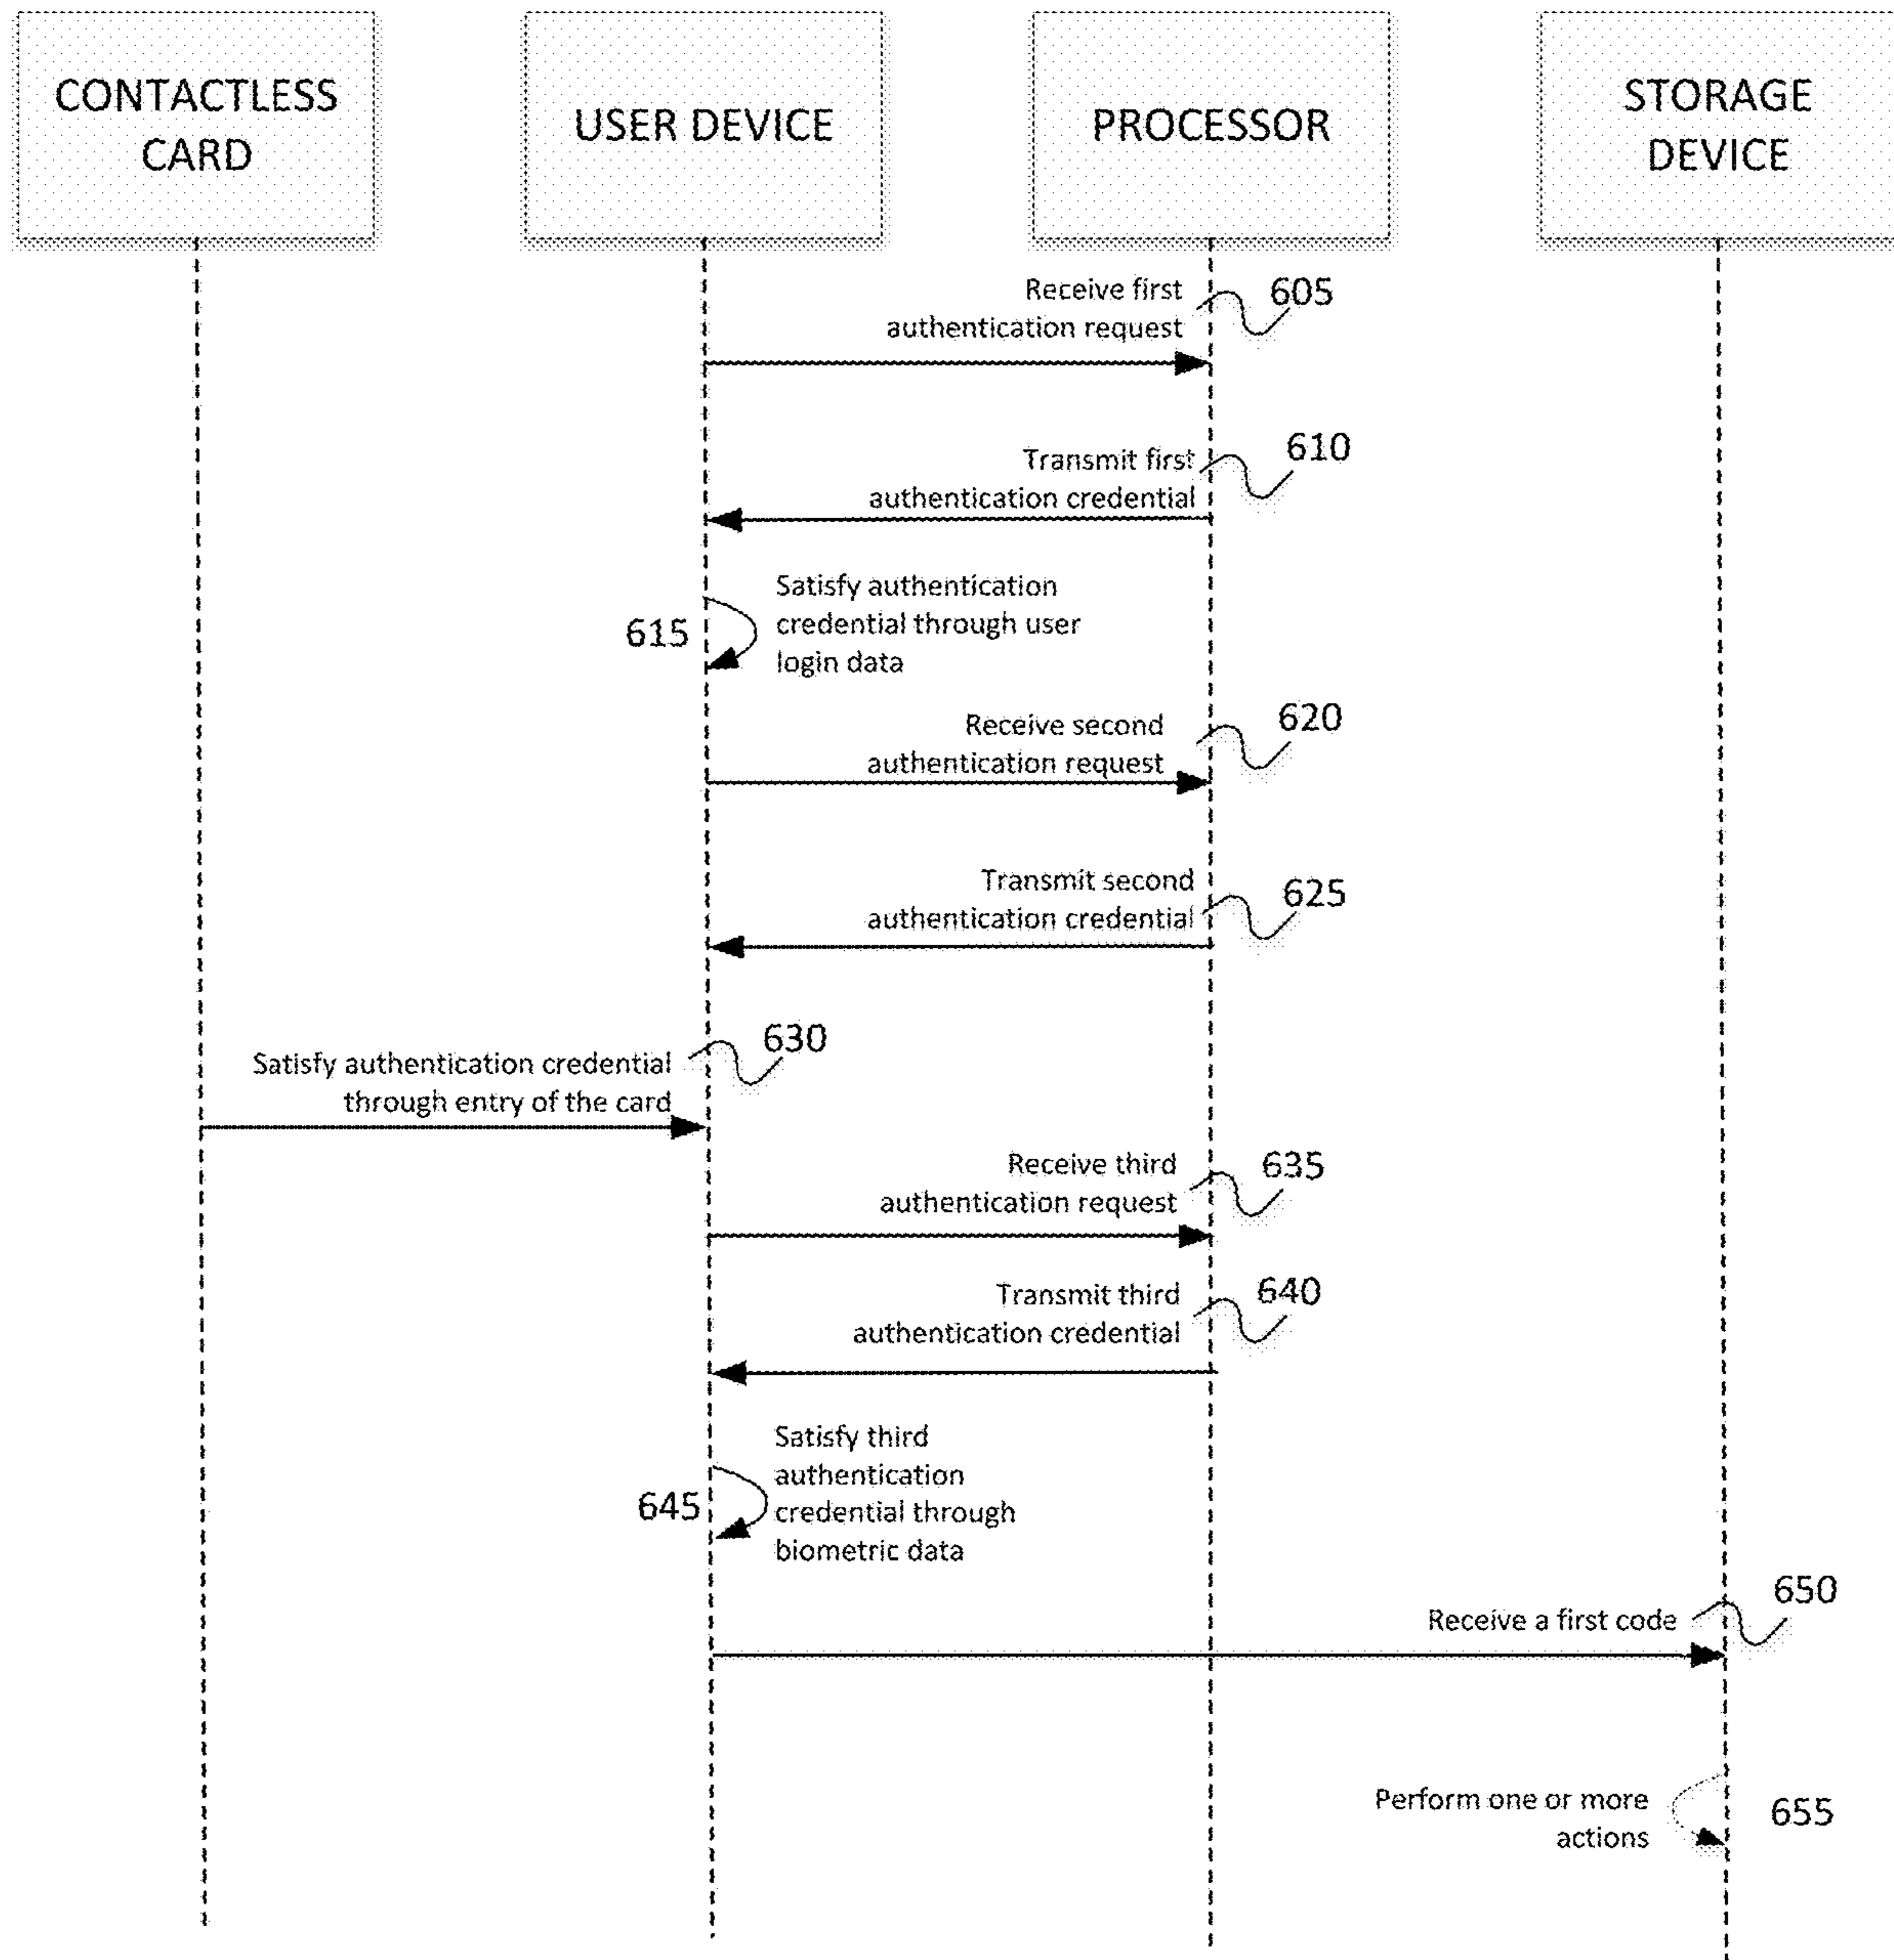 CONTACTLESS
CARD
USER DEVICE
PROCESSOR
STORAGE
DEVICE
Receive first
authentication request
605
Transmit first
authentication credential
610
615
Satisfy authentication
credential through user
login data
Receive second
authentication request
620
Transmit second
authentication credential
625
Satisfy authentication credential
through entry of the card
630
Receive third
authentication request
635
Transmit third
authentication credential
640
645
Satisfy third
authentication
credential through
biometric data
Receive a first code
650
Perform one or more
actions
655